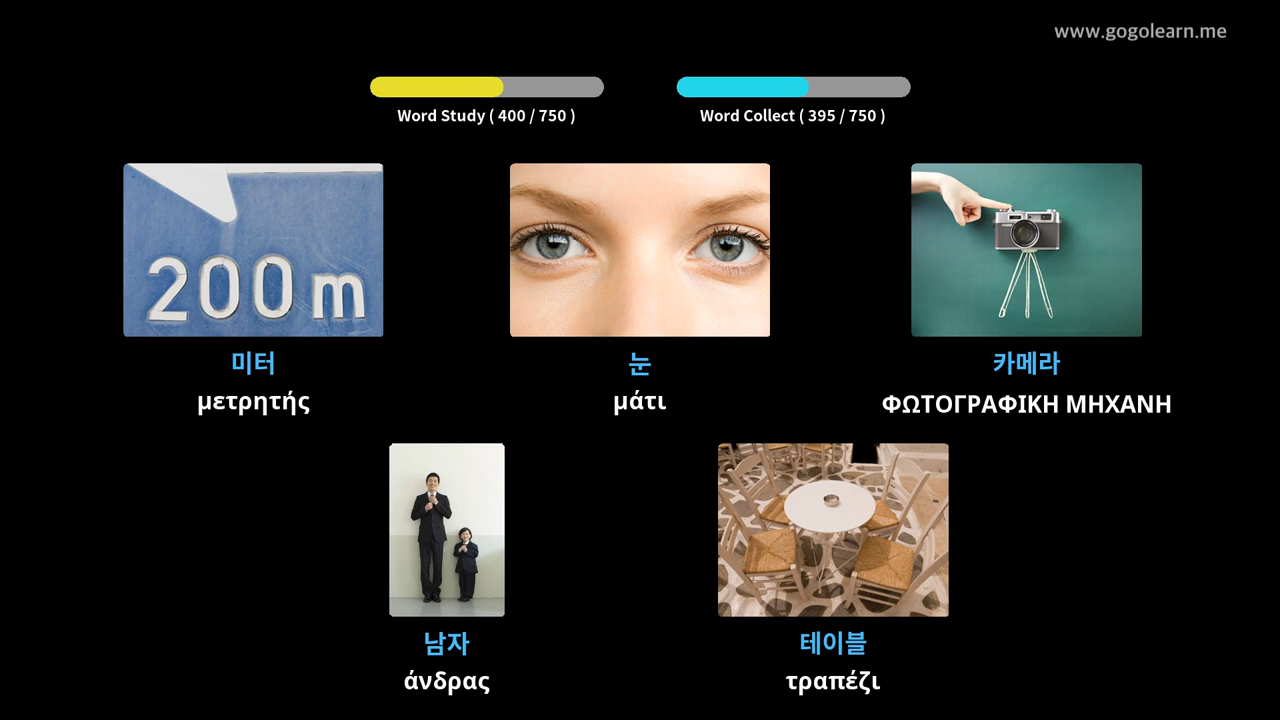 www.gogolearn.me
Word Study ( 400 / 750 )
Word Collect ( 395 / 750 )
200 m
미터
μετρητής
눈
μάτι
카메라
ΦΩΤΟΓΡΑΦΙΚΗ ΜΗΧΑΝΗ
남자
άνδρας
테이블
τραπέζι